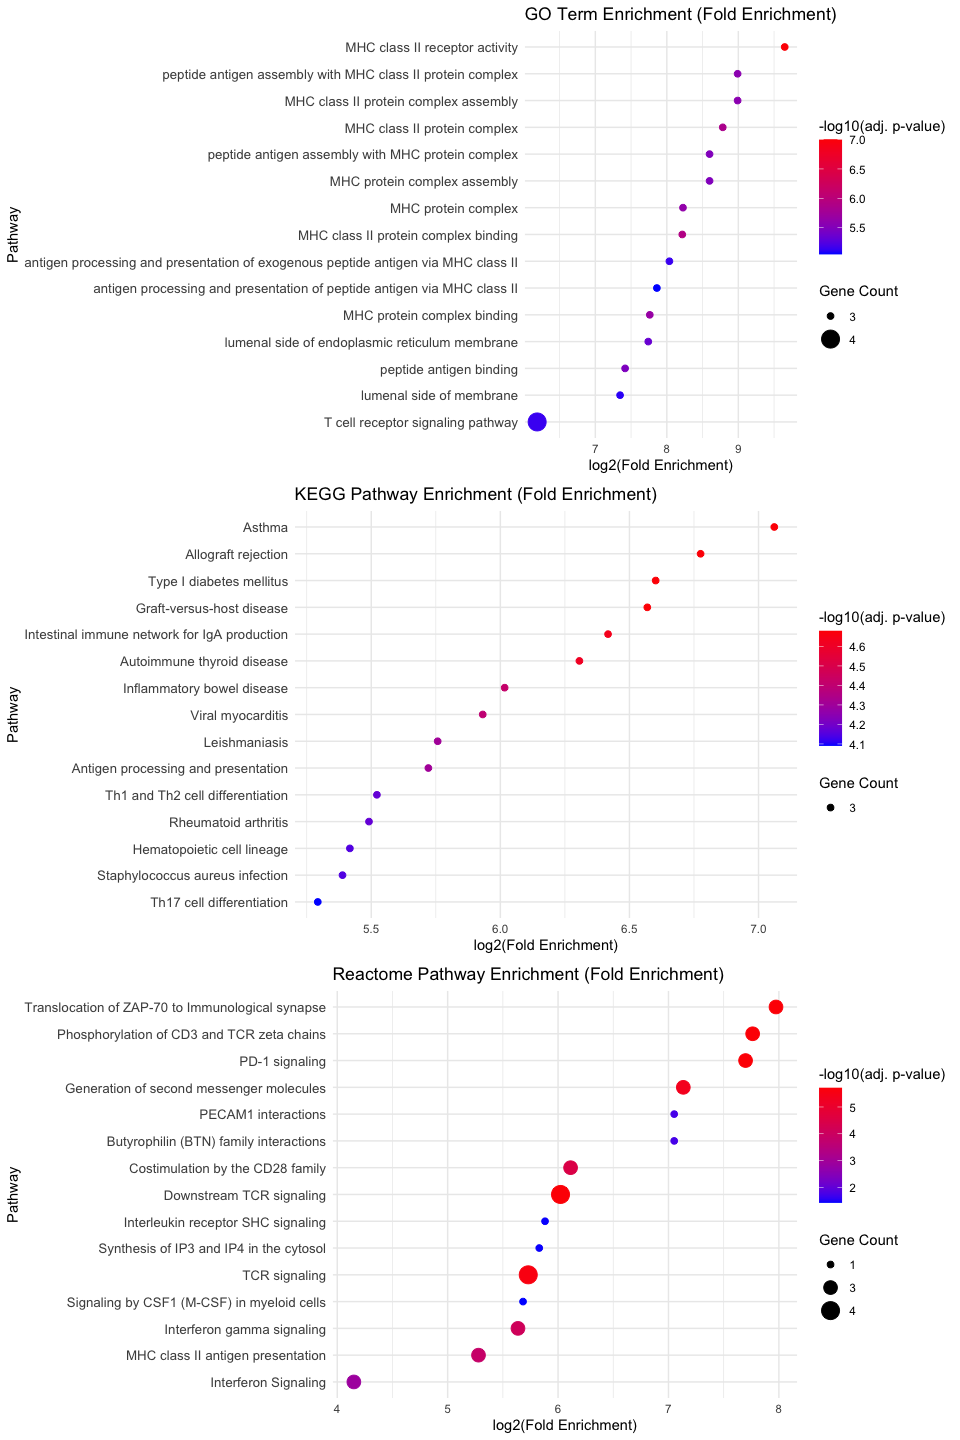 GO Term Enrichment (Fold Enrichment)
Pathway
MHC class II receptor activity
peptide antigen assembly with MHC class II protein complex
MHC class II protein complex assembly
MHC class II protein complex
peptide antigen assembly with MHC protein complex
MHC protein complex assembly
MHC protein complex
MHC class II protein complex binding
antigen processing and presentation of exogenous peptide antigen via MHC class II
antigen processing and presentation of peptide antigen via MHC class II
MHC protein complex binding
lumenal side of endoplasmic reticulum membrane
peptide antigen binding
lumenal side of membrane
T cell receptor signaling pathway
7 8 9
log2(Fold Enrichment)
-log10(adj. p-value)
7.0
6.5
6.0
5.5
Gene Count
3
4
KEGG Pathway Enrichment (Fold Enrichment)
Pathway
Asthma
Allograft rejection
Type I diabetes mellitus
Graft-versus-host disease
Intestinal immune network for IgA production
Autoimmune thyroid disease
Inflammatory bowel disease
Viral myocarditis
Leishmaniasis
Antigen processing and presentation
Th1 and Th2 cell differentiation
Rheumatoid arthritis
Hematopoietic cell lineage
Staphylococcus aureus infection
Th17 cell differentiation
5.5 6.0 6.5 7.0
log2(Fold Enrichment)
-log10(adj. p-value)
4.6
4.5
4.4
4.3
4.2
4.1
Gene Count
3
Reactome Pathway Enrichment (Fold Enrichment)
Pathway
Translocation of ZAP-70 to Immunological synapse
Phosphorylation of CD3 and TCR zeta chains
PD-1 signaling
Generation of second messenger molecules
PECAM1 interactions
Butyrophilin (BTN) family interactions
Costimulation by the CD28 family
Downstream TCR signaling
Interleukin receptor SHC signaling
Synthesis of IP3 and IP4 in the cytosol
TCR signaling
Signaling by CSF1 (M-CSF) in myeloid cells
Interferon gamma signaling
MHC class II antigen presentation
Interferon Signaling
4 5 6 7 8
log2(Fold Enrichment)
-log10(adj. p-value)
5
4
3
2
Gene Count
1
3
4